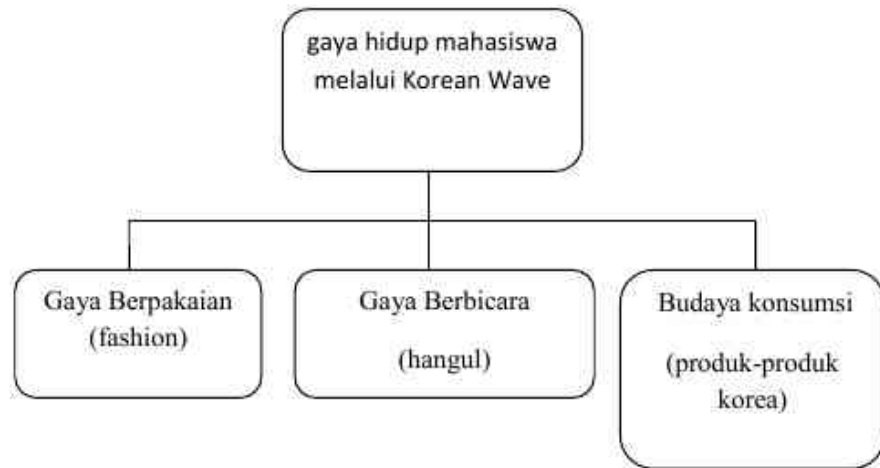 gaya hidup mahasiswa
melalui Korean Wave
Gaya Berpakaian
(fashion)
Gaya Berbicara
(hangul)
Budaya konsumsi
(produk-produk
korea)